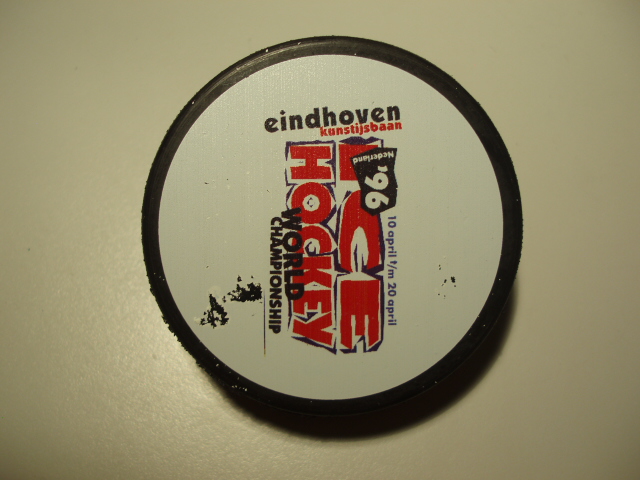 eindhoven
kunstijsbaan
Nederland
'96
10 april t/m 20 april
ICE
HOCKEY
WORLD
CHAMPIONSHIP